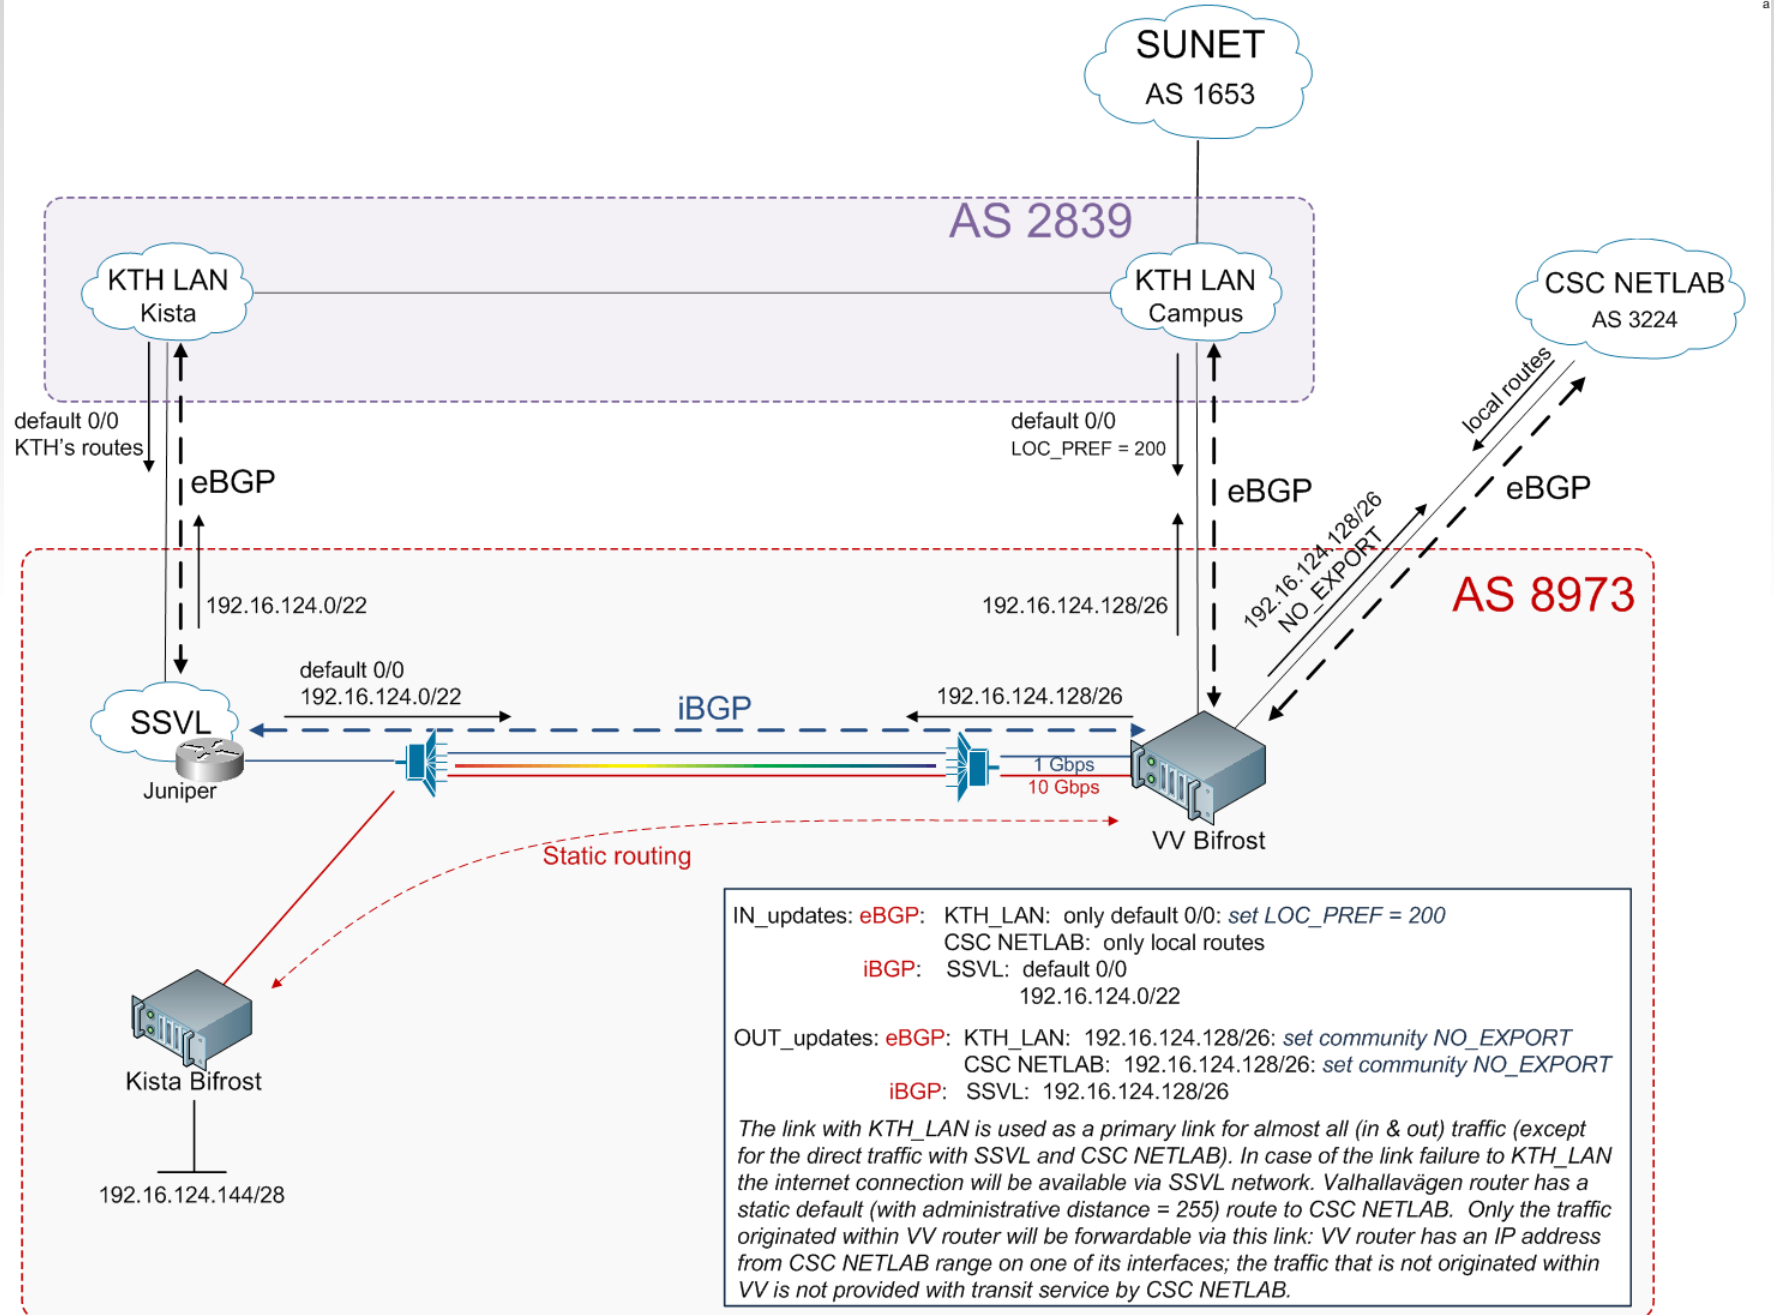 a
SUNET
AS 1653
AS 2839
KTH LAN
Kista
KTH LAN
Campus
CSC NETLAB
AS 3224
default 0/0
KTH's routes
eBGP
default 0/0
LOC_PREF = 200
eBGP
local routes
eBGP
192.16.124.128/26
NO_EXPORT
AS 8973
192.16.124.0/22
192.16.124.128/26
default 0/0
192.16.124.0/22
iBGP
192.16.124.128/26
SSVL
Juniper
1 Gbps
10 Gbps
VV Bifrost
Static routing
Kista Bifrost
192.16.124.144/28
IN_updates: eBGP: KTH_LAN: only default 0/0: set LOC_PREF = 200
CSC NETLAB: only local routes
iBGP: SSVL: default 0/0
192.16.124.0/22
OUT_updates: eBGP: KTH_LAN: 192.16.124.128/26: set community NO_EXPORT
CSC NETLAB: 192.16.124.128/26: set community NO_EXPORT
iBGP: SSVL: 192.16.124.128/26
The link with KTH_LAN is used as a primary link for almost all (in & out) traffic (except
for the direct traffic with SSVL and CSC NETLAB). In case of the link failure to KTH_LAN
the internet connection will be available via SSVL network. Valhallavägen router has a
static default (with administrative distance = 255) route to CSC NETLAB. Only the traffic
originated within VV router will be forwardable via this link: VV router has an IP address
from CSC NETLAB range on one of its interfaces; the traffic that is not originated within
VV is not provided with transit service by CSC NETLAB.